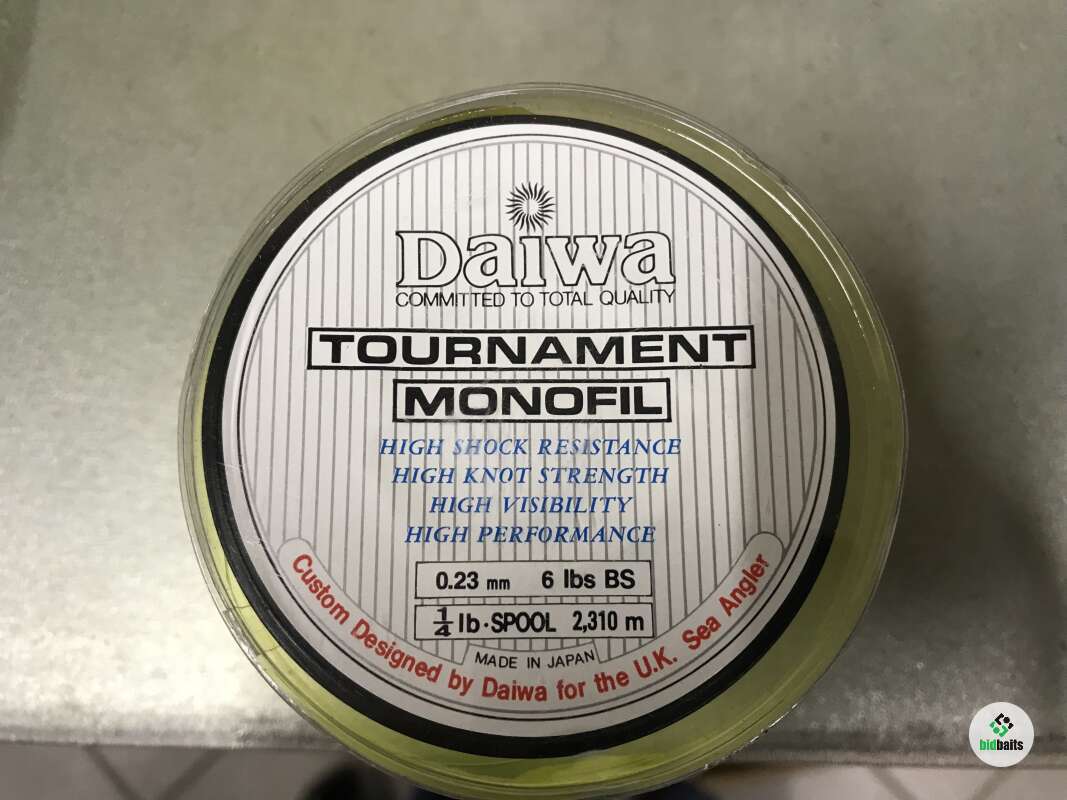 Daiwa
COMMITTED TO TOTAL QUALITY
TOURNAMENT
MONOFIL
HIGH SHOCK RESISTANCE
HIGH KNOT STRENGTH
HIGH VISIBILITY
HIGH PERFORMANCE
0.23 mm 6 lbs BS
1/4 lb·SPOOL 2,310 m
MADE IN JAPAN
Custom Designed by Daiwa for the U.K. Sea Angler
bidbaits